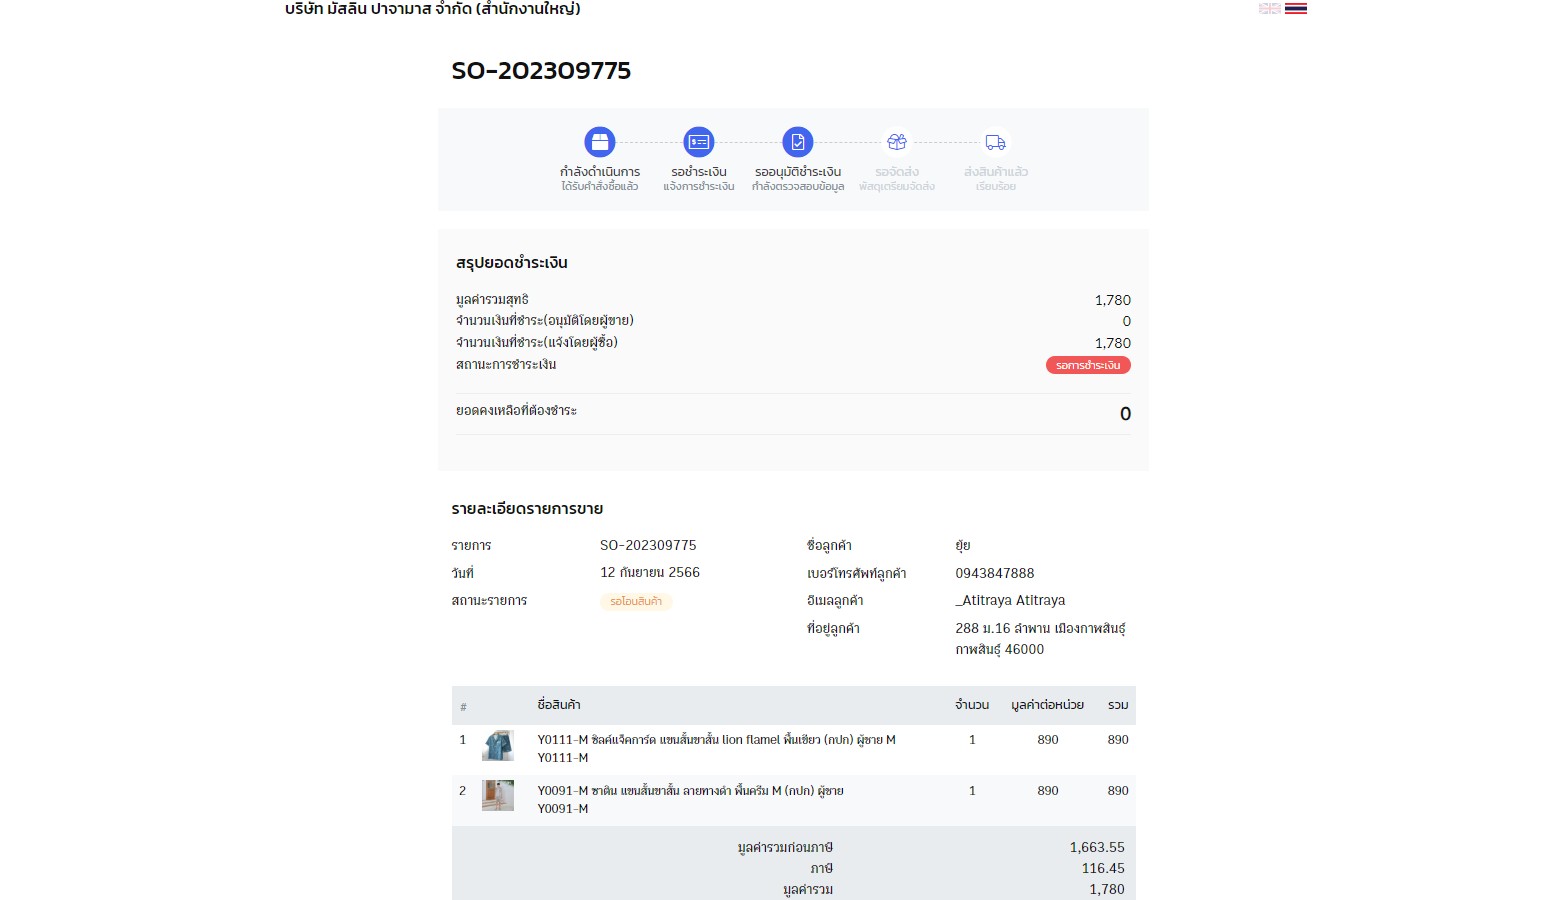 บริษัท มัสลิน ปาจามาส จำกัด (สำนักงานใหญ่)
SO-202309775
กำลังดำเนินการ
ได้รับคำสั่งซื้อแล้ว
รอชำระเงิน
แจ้งการชำระเงิน
รออนุมัติชำระเงิน
กำลังตรวจสอบข้อมูล
รอจัดส่ง
พัสดุเตรียมจัดส่ง
ส่งสินค้าแล้ว
เรียบร้อย
สรุปยอดชำระเงิน
มูลค่ารวมสุทธิ 1,780
จำนวนเงินที่ชำระ(อนุมัติโดยผู้ขาย) 0
จำนวนเงินที่ชำระ(แจ้งโดยผู้ซื้อ) 1,780
สถานะการชำระเงิน รอการชำระเงิน
ยอดคงเหลือที่ต้องชำระ 0
รายละเอียดรายการขาย
รายการ SO-202309775
วันที่ 12 กันยายน 2566
สถานะรายการ รอโอนสินค้า
ชื่อลูกค้า ยุ้ย
เบอร์โทรศัพท์ลูกค้า 0943847888
อีเมลลูกค้า _Atitraya Atitraya
ที่อยู่ลูกค้า 288 ม.16 ลำพาน เมืองกาฬสินธุ์
กาฬสินธุ์ 46000
# ชื่อสินค้า จำนวน มูลค่าต่อหน่วย รวม
1 Y0111-M ซิลค์แจ็คการ์ด แขนสั้นขาสั้น lion flamel พื้นเขียว (กปก) ผู้ชาย M 1 890 890
Y0111-M
2 Y0091-M ซาติน แขนสั้นขาสั้น ลายทางดำ พื้นครีม M (กปก) ผู้ชาย 1 890 890
Y0091-M
มูลค่ารวมก่อนภาษี 1,663.55
ภาษี 116.45
มูลค่ารวม 1,780